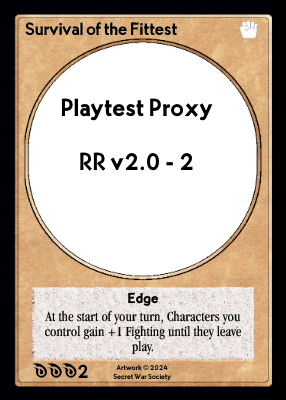 Survival of the Fittest
Playtest Proxy
RR v2.0 - 2
Edge
At the start of your turn, Characters you
control gain +1 Fighting until they leave
play.
2
Artwork © 2024
Secret War Society